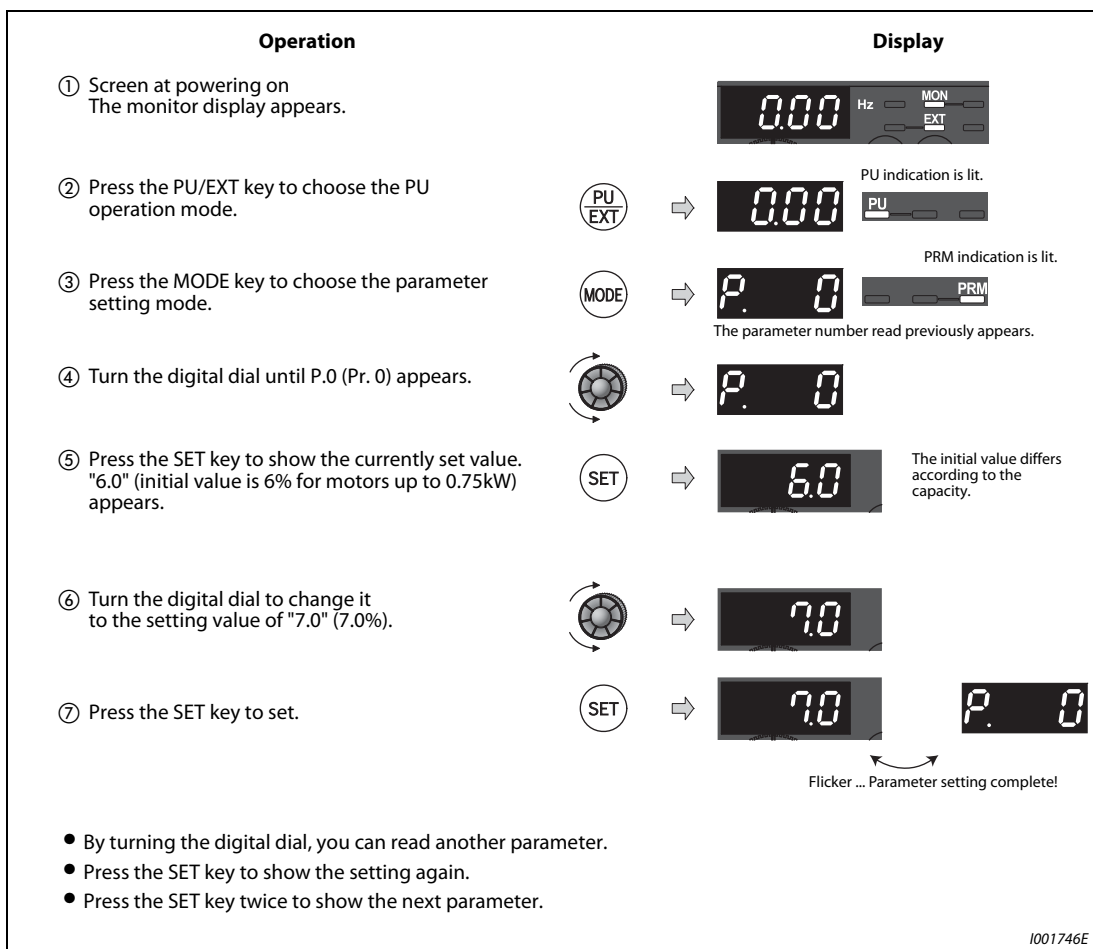 Operation Display
① Screen at powering on
The monitor display appears.
0.00 Hz MON
EXT
② Press the PU/EXT key to choose the PU
operation mode.
PU
EXT
0.00
PU indication is lit.
PU
③ Press the MODE key to choose the parameter
setting mode.
MODE
P. 0
PRM indication is lit.
PRM
The parameter number read previously appears.
④ Turn the digital dial until P.0 (Pr. 0) appears.
P. 0
⑤ Press the SET key to show the currently set value.
"6.0" (initial value is 6% for motors up to 0.75kW)
appears.
SET
6.0
The initial value differs
according to the
capacity.
⑥ Turn the digital dial to change it
to the setting value of "7.0" (7.0%).
7.0
⑦ Press the SET key to set.
SET
7.0
P. 0
Flicker ... Parameter setting complete!
● By turning the digital dial, you can read another parameter.
● Press the SET key to show the setting again.
● Press the SET key twice to show the next parameter.
I001746E